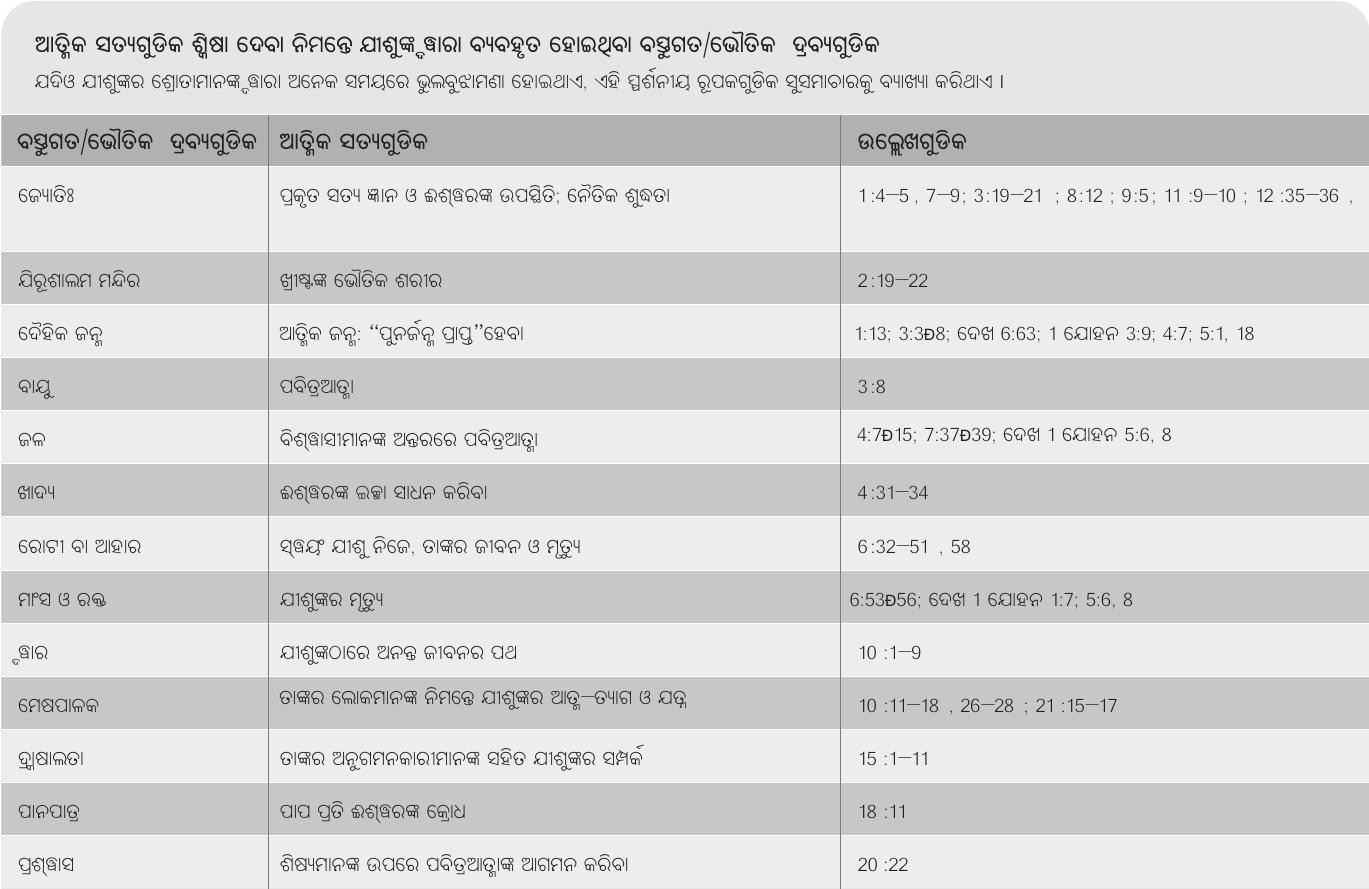 ଆତ୍ମିକ ସତ୍ୟଗୁଡିକ ଶିକ୍ଷା ଦେବା ନିମନ୍ତେ ଯୀଶୁଙ୍କ ଦ୍ୱାରା ବ୍ୟବହୃତ ହୋଇଥିବା ବସ୍ତୁଗତ/ଭୌତିକ ଦ୍ରବ୍ୟଗୁଡିକ
ଯଦିଓ ଯୀଶୁଙ୍କର ଶ୍ରୋତାମାନଙ୍କ ଦ୍ୱାରା ଅନେକ ସମୟରେ ଭୁଲବୁଝାମଣା ହୋଇଥାଏ, ଏହି ସ୍ପର୍ଶନୀୟ ରୂପକଗୁଡିକ ସୁସମାଚାରକୁ ବ୍ୟାଖ୍ୟା କରିଥାଏ ।
ବସ୍ତୁଗତ/ଭୌତିକ ଦ୍ରବ୍ୟଗୁଡିକ ଆତ୍ମିକ ସତ୍ୟଗୁଡିକ ଉଲ୍ଲେଖଗୁଡିକ
ଜ୍ୟୋତିଃ ପ୍ରକୃତ ସତ୍ୟ ଜ୍ଞାନ ଓ ଈଶ୍ୱରଙ୍କ ଉପସ୍ଥିତି; ନୈତିକ ଶୁଦ୍ଧତା 1:4—5, 7—9; 3:19—21 ; 8:12 ; 9:5; 11 :9—10 ; 12 :35—36 ,
ଯିରୂଶାଲମ ମନ୍ଦିର ଖ୍ରୀଷ୍ଟଙ୍କ ଭୌତିକ ଶରୀର 2:19—22
ଦୈହିକ ଜନ୍ମ ଆତ୍ମିକ ଜନ୍ମ: “ପୁନର୍ଜନ୍ମ ପ୍ରାପ୍ତ”ହେବା 1:13; 3:3Ð8; ଦେଖ 6:63; 1 ଯୋହନ 3:9; 4:7; 5:1, 18
ବାୟୁ ପବିତ୍ରଆତ୍ମା 3:8
ଜଳ ବିଶ୍ୱାସୀମାନଙ୍କ ଅନ୍ତରରେ ପବିତ୍ରଆତ୍ମା 4:7Ð15; 7:37Ð39; ଦେଖ 1 ଯୋହନ 5:6, 8
ଖାଦ୍ୟ ଈଶ୍ୱରଙ୍କ ଇଚ୍ଛା ସାଧନ କରିବା 4:31—34
ରୋଟୀ ବା ଆହାର ସ୍ୱୟଂ ଯୀଶୁ ନିଜେ, ତାଙ୍କର ଜୀବନ ଓ ମୃତ୍ୟୁ 6:32—51 , 58
ମାଂସ ଓ ରକ୍ତ ଯୀଶୁଙ୍କର ମୃତ୍ୟୁ 6:53Ð56; ଦେଖ 1 ଯୋହନ 1:7; 5:6, 8
ଦ୍ୱାର ଯୀଶୁଙ୍କଠାରେ ଅନନ୍ତ ଜୀବନର ପଥ 10 :1—9
ମେଷପାଳକ ତାଙ୍କର ଲୋକମାନଙ୍କ ନିମନ୍ତେ ଯୀଶୁଙ୍କର ଆତ୍ମ—ତ୍ୟାଗ ଓ ଯତ୍ନ 10 :11—18 , 26—28 ; 21 :15—17
ଦ୍ରାକ୍ଷାଲତା ତାଙ୍କର ଅନୁଗମନକାରୀମାନଙ୍କ ସହିତ ଯୀଶୁଙ୍କର ସମ୍ପର୍କ 15 :1—11
ପାନପାତ୍ର ପାପ ପ୍ରତି ଈଶ୍ୱରଙ୍କ କ୍ରୋଧ 18 :11
ପ୍ରଶ୍ୱାସ ଶିଷ୍ୟମାନଙ୍କ ଉପରେ ପବିତ୍ରଆତ୍ମାଙ୍କ ଆଗମନ କରିବା 20 :22